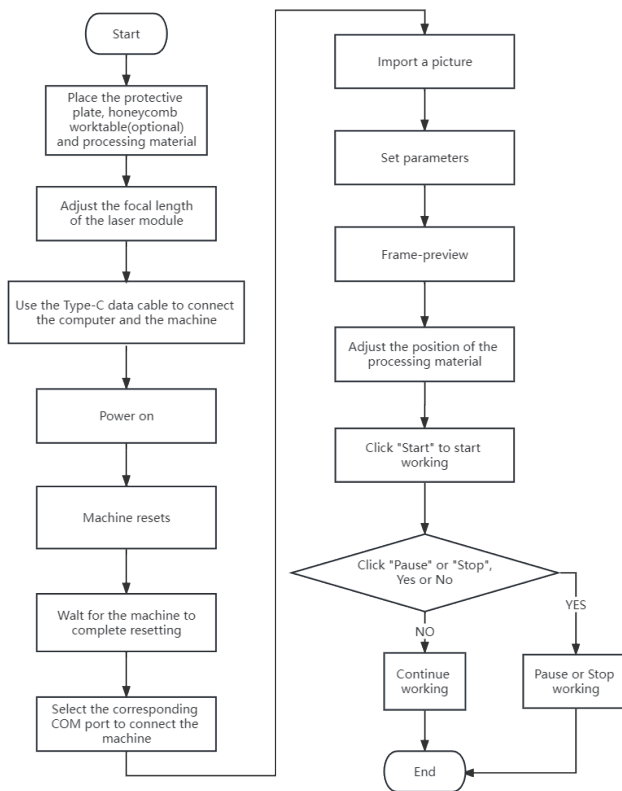 Start
Place the protective
plate, honeycomb
worktable(optional)
and processing material
Adjust the focal length
of the laser module
Use the Type-C data cable to connect
the computer and the machine
Power on
Machine resets
Walt for the machine to
complete resetting
Select the corresponding
COM port to connect the
machine
Import a picture
Set parameters
Frame-preview
Adjust the position of the
processing material
Click "Start" to start
working
Click "Pause" or "Stop",
Yes or No
YES
NO
Continue
working
Pause or Stop
working
End